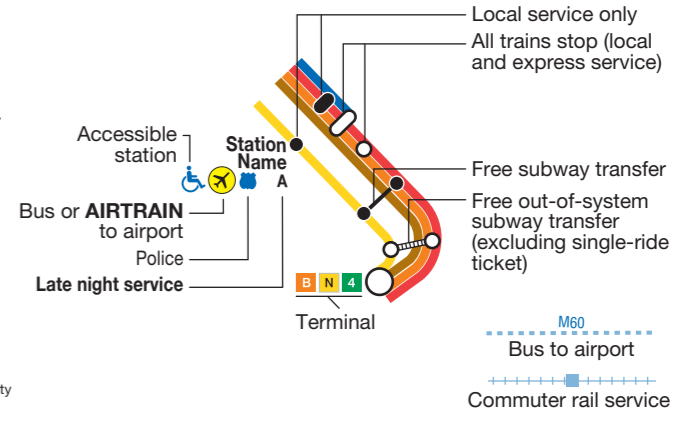 Local service only
All trains stop (local
and express service)
Accessible
station
Station
Name
A
Free subway transfer
Free out-of-system
subway transfer
(excluding single-ride
ticket)
Bus or AIRTRAIN
to airport
Police
Late night service
B N 4
Terminal
M60
Bus to airport
Commuter rail service
ty